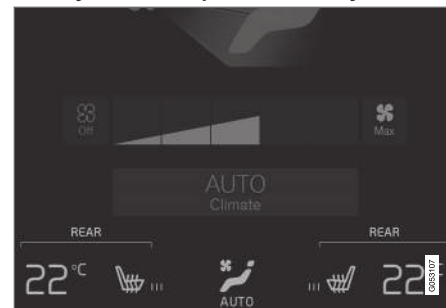 Off
Max
AUTO
Climate
REAR
REAR
22°C
22
AUTO
G053107